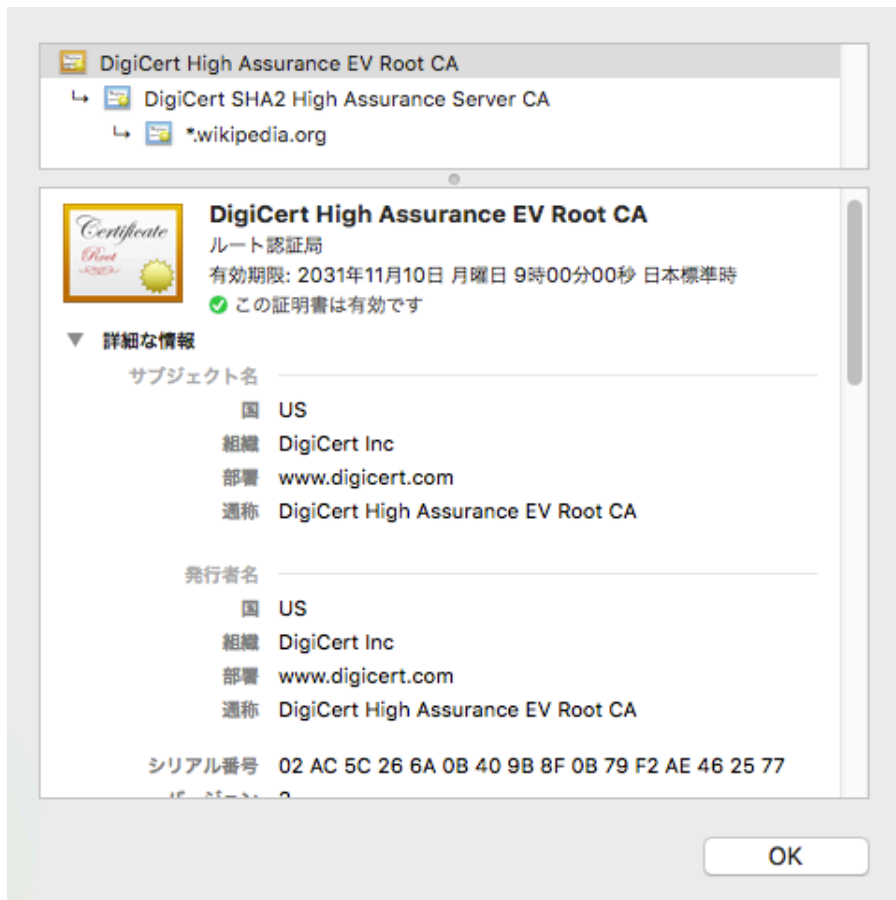 DigiCert High Assurance EV Root CA
DigiCert SHA2 High Assurance Server CA
*.wikipedia.org
Certificate
Root
DigiCert High Assurance EV Root CA
ルート認証局
有効期限: 2031年11月10日 月曜日 9時00分00秒 日本標準時
この証明書は有効です
詳細な情報
サブジェクト名
国 US
組織 DigiCert Inc
部署 www.digicert.com
通称 DigiCert High Assurance EV Root CA
発行者名
国 US
組織 DigiCert Inc
部署 www.digicert.com
通称 DigiCert High Assurance EV Root CA
シリアル番号 02 AC 5C 26 6A 0B 40 9B 8F 0B 79 F2 AE 46 25 77
OK